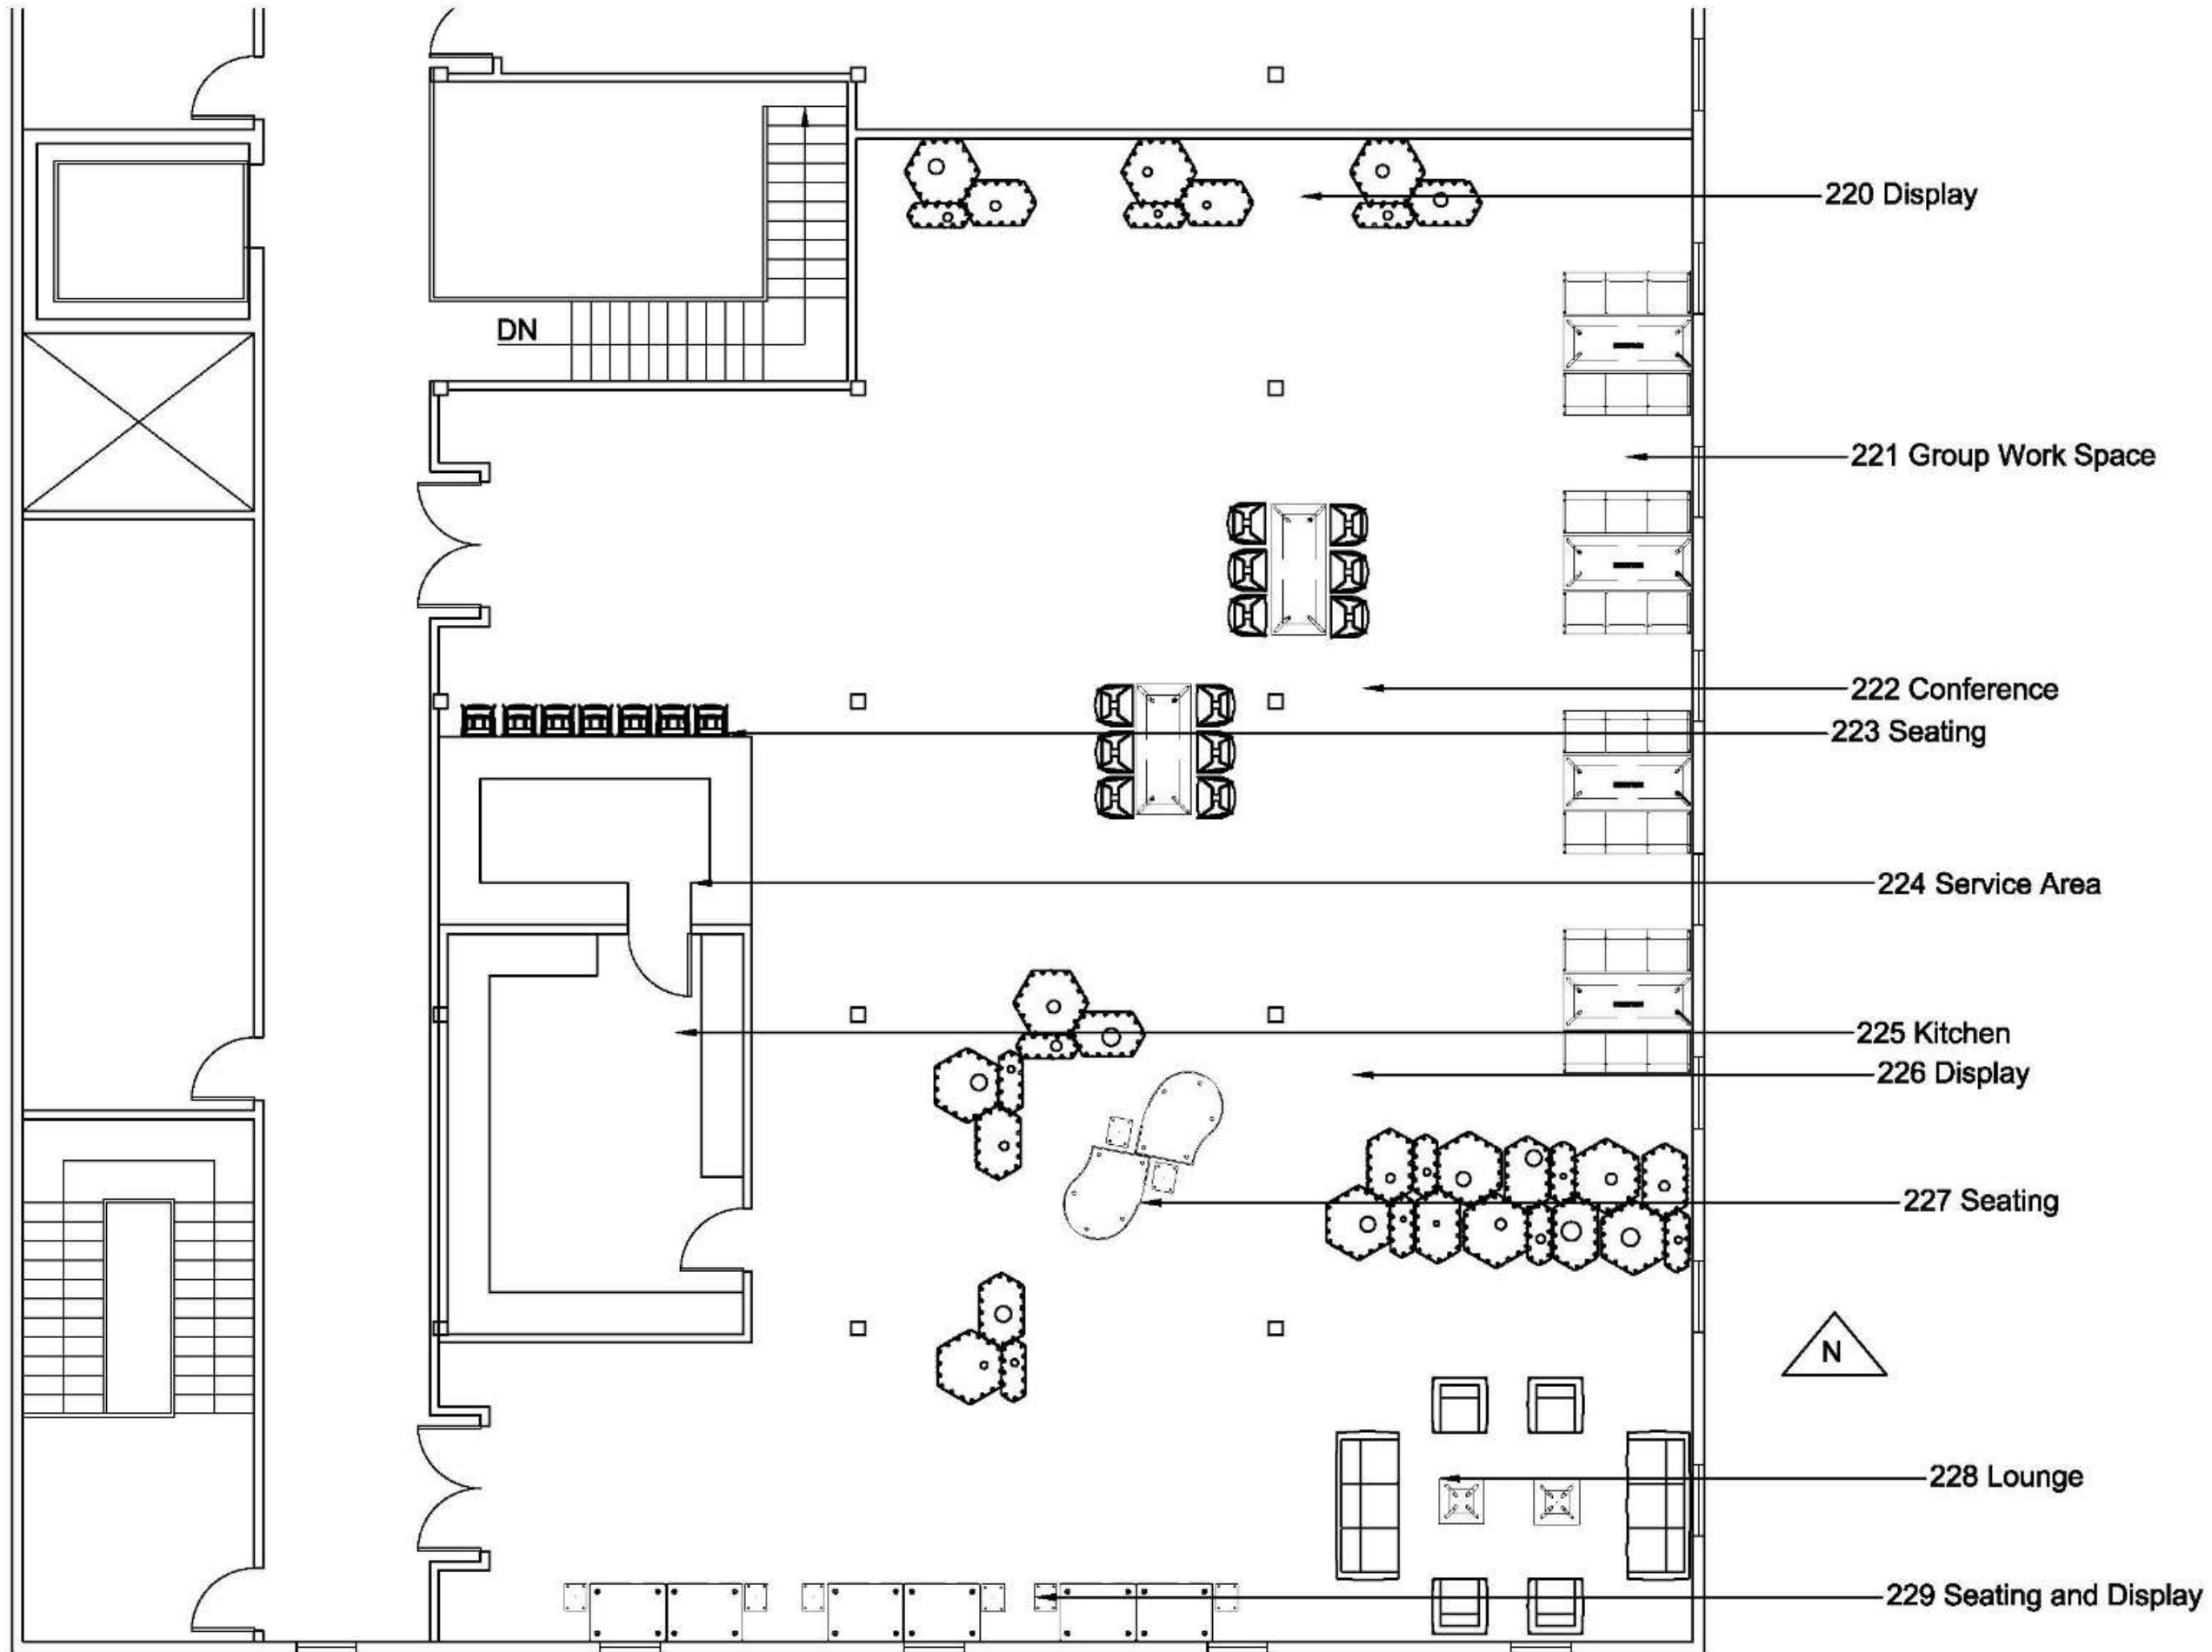 220 Display
DN
221 Group Work Space
222 Conference
223 Seating
224 Service Area
225 Kitchen
226 Display
227 Seating
N
228 Lounge
229 Seating and Display